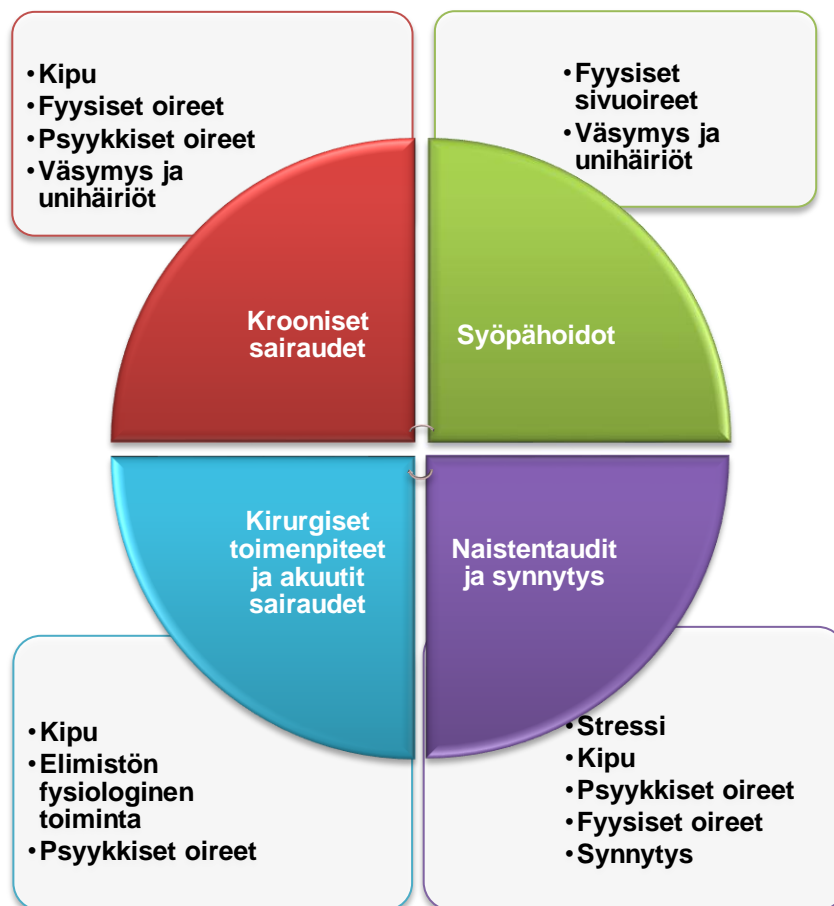 •Kipu
•Fyysiset oireet
•Psyykkiset oireet
•Väsymys ja
unihäiriöt
•Fyysiset
sivuoireet
•Väsymys ja
unihäiriöt
Krooniset
sairaudet
Syöpähoidot
Kirurgiset
toimenpiteet
ja akuutit
sairaudet
Naistentaudit
ja synnytys
•Kipu
•Elimistön
fysiologinen
toiminta
•Psyykkiset oireet
•Stressi
•Kipu
•Psyykkiset oireet
•Fyysiset oireet
•Synnytys